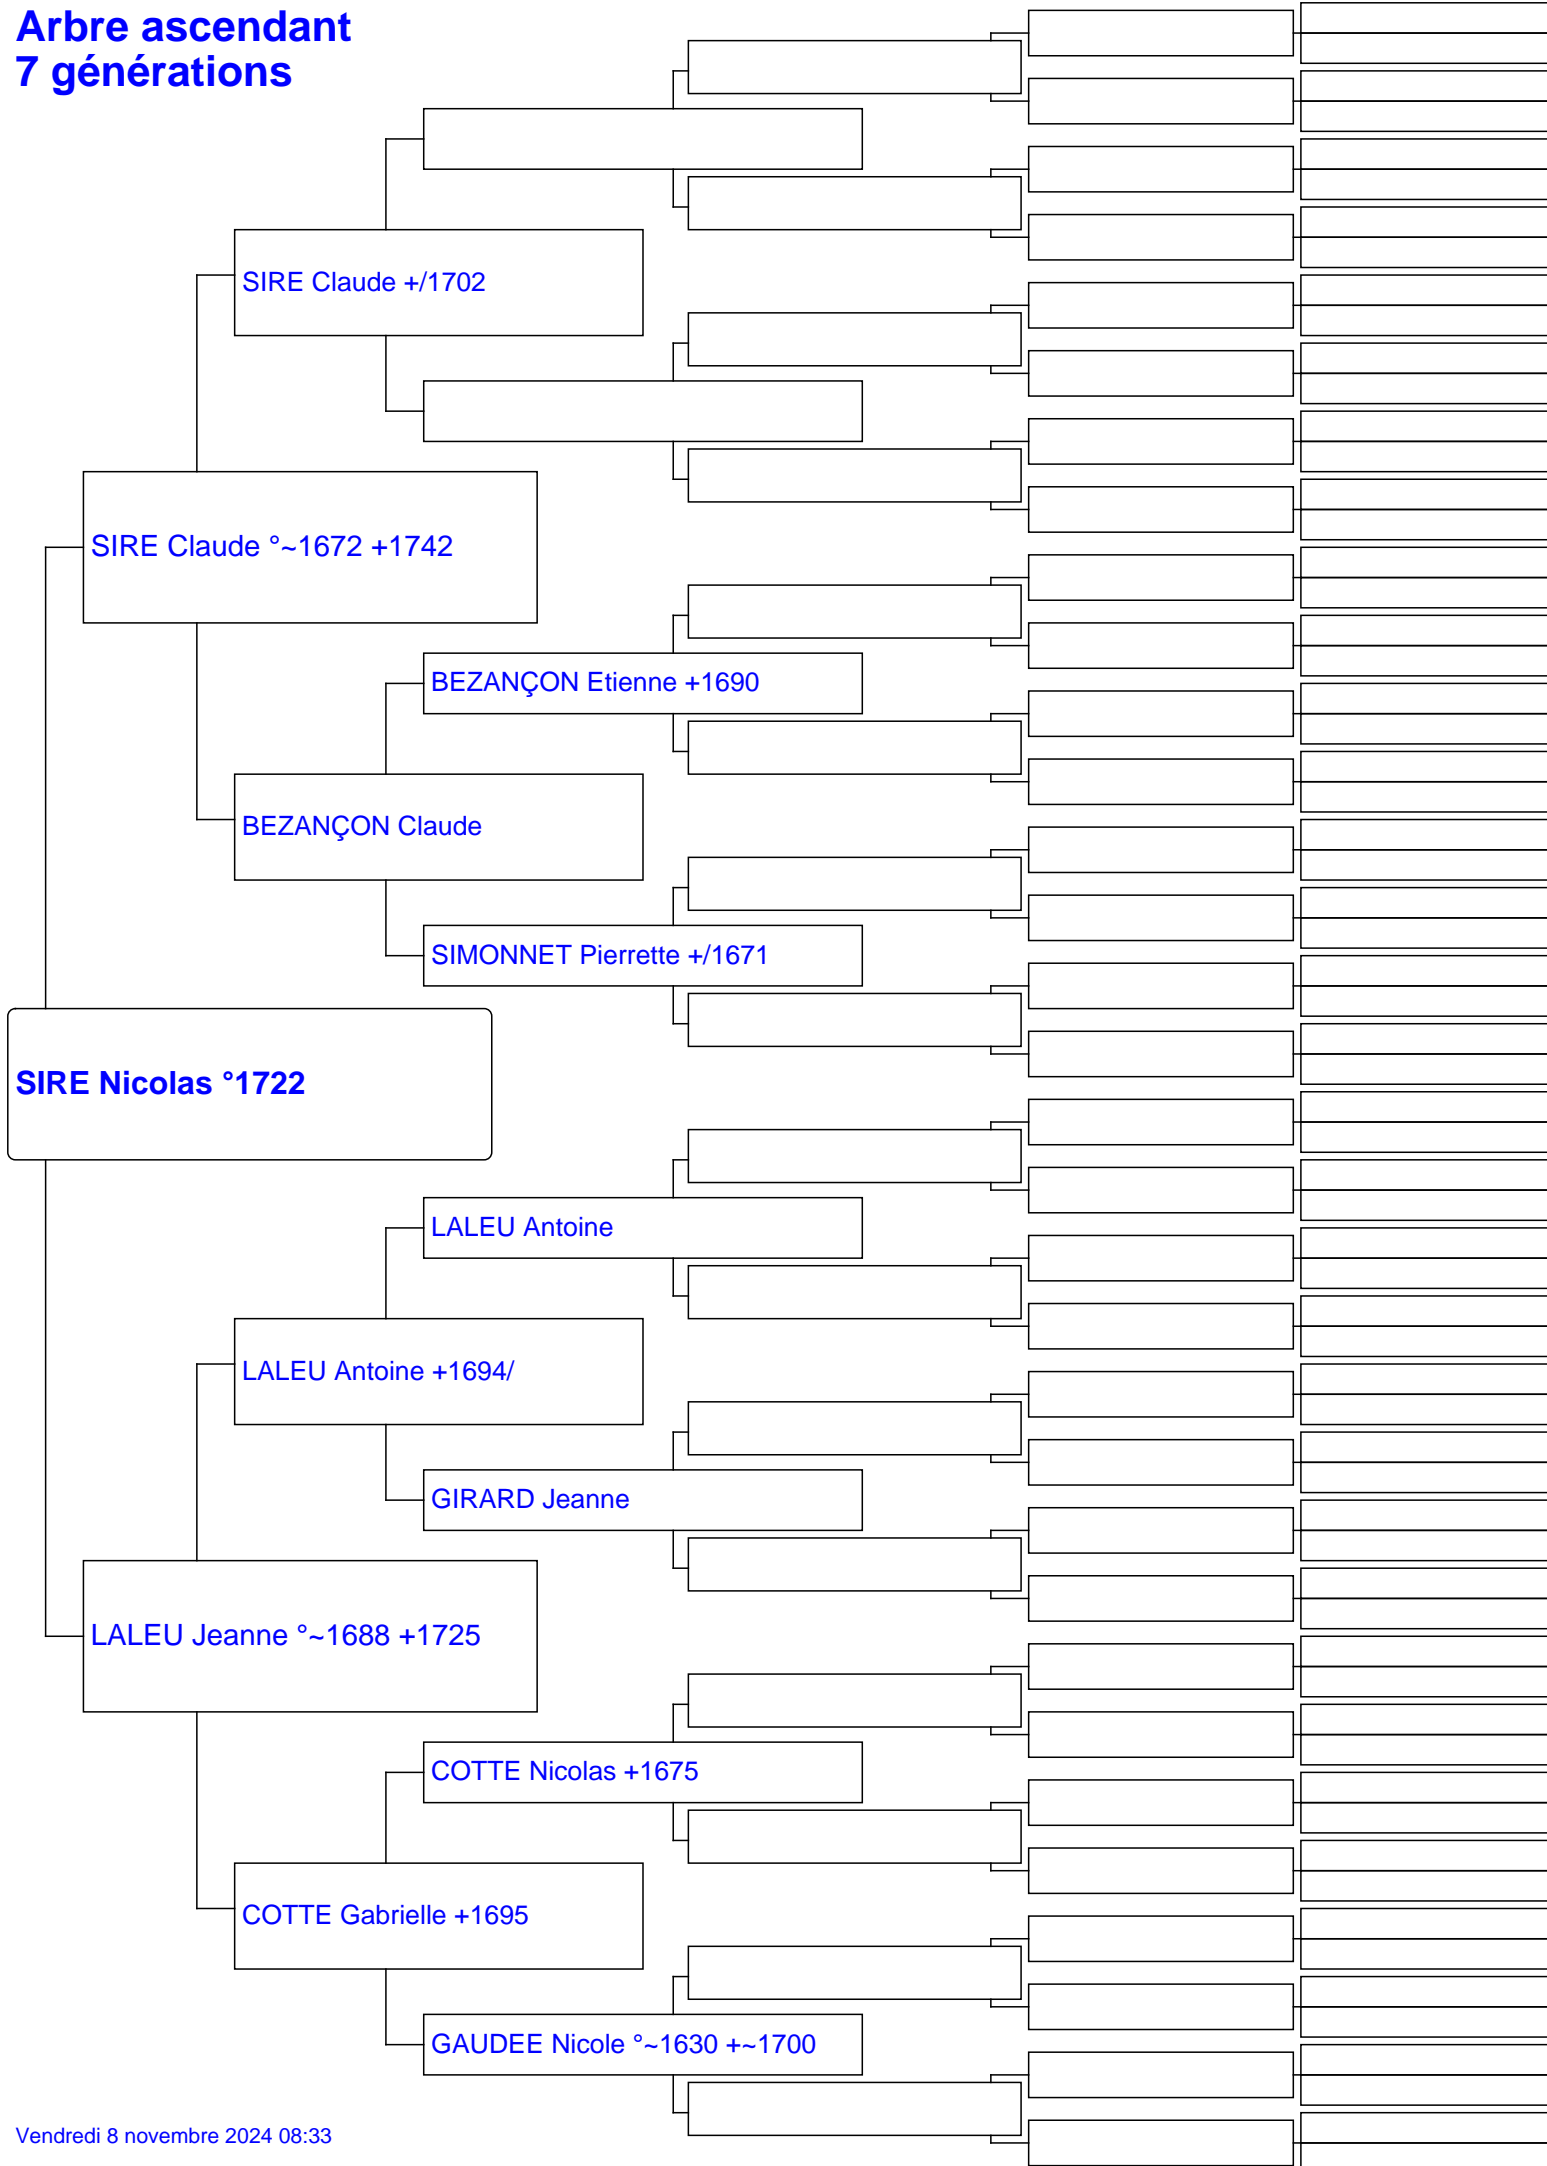 Arbre ascendant
7 générations
SIRE Claude +/1702
SIRE Claude °~1672 +1742
BEZANÇON Etienne +1690
BEZANÇON Claude
SIMONNET Pierrette +/1671
SIRE Nicolas °1722
LALEU Antoine
LALEU Antoine +1694/
GIRARD Jeanne
LALEU Jeanne °~1688 +1725
COTTE Nicolas +1675
COTTE Gabrielle +1695
GAUDEE Nicole °~1630 +~1700
Vendredi 8 novembre 2024 08:33